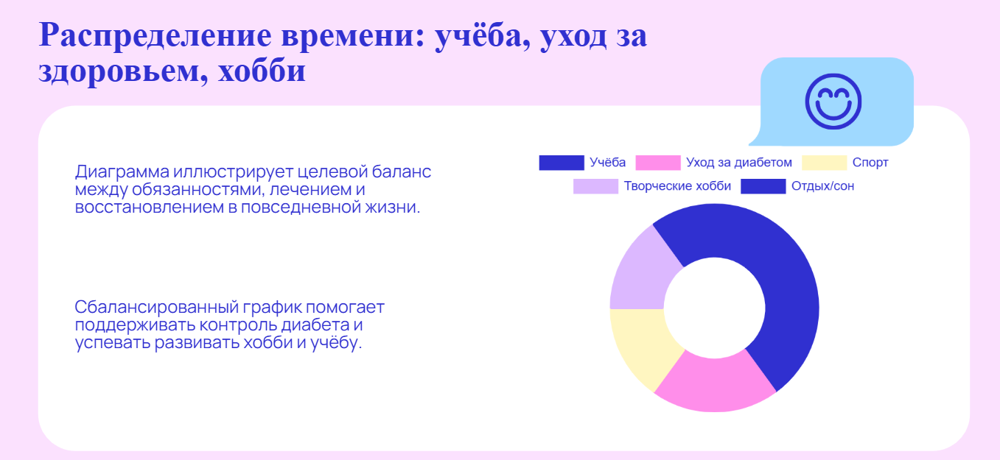 Распределение времени: учёба, уход за
здоровьем, хобби
Диаграмма иллюстрирует целевой баланс
между обязанностями, лечением и
восстановлением в повседневной жизни.
Сбалансированный график помогает
поддерживать контроль диабета и
успевать развивать хобби и учёбу.
Учёба Уход за диабетом Спорт
Творческие хобби Отдых/сон